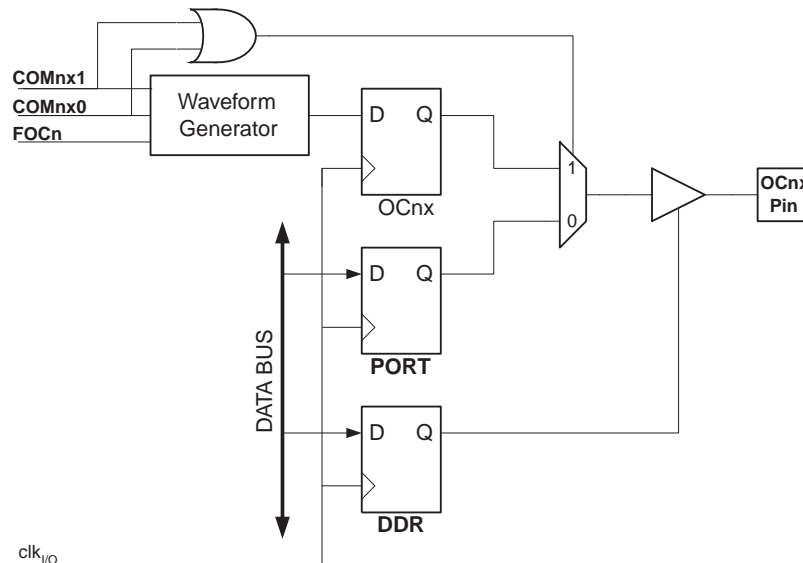 COMnx1
COMnx0
FOCn
Waveform
Generator
D Q
OCnx
1
0
OCnx
Pin
DATA BUS
D Q
PORT
D Q
DDR
clkI/O